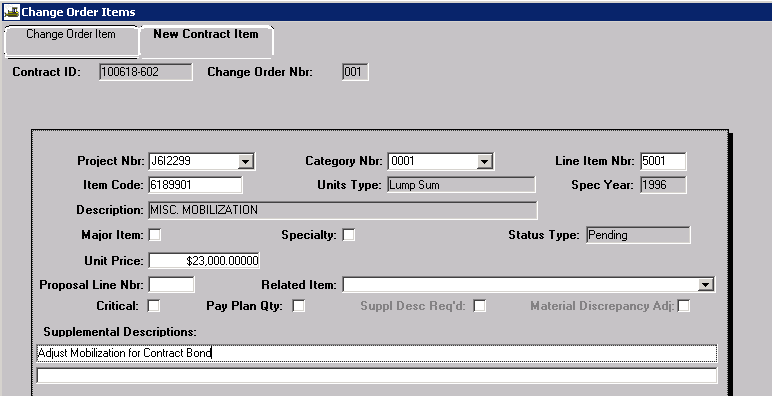 Change Order Items
Change Order Item New Contract Item
Contract ID: 100618-602 Change Order Nbr: 001
Project Nbr: J6I2299 Category Nbr: 0001 Line Item Nbr: 5001
Item Code: 6189901 Units Type: Lump Sum Spec Year: 1996
Description: MISC. MOBILIZATION
Major Item: Specialty: Status Type: Pending
Unit Price: $23,000.00000
Proposal Line Nbr: Related Item:
Critical: Pay Plan Qty: Suppl Desc Req'd: Material Discrepancy Adj:
Supplemental Descriptions:
Adjust Mobilization for Contract Bond